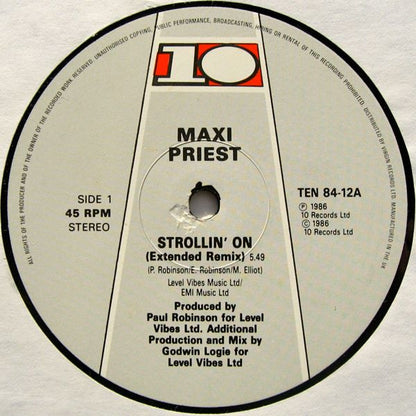 ALL RIGHTS OF THE PRODUCER AND OF THE OWNER OF THE RECORDED WORK RESERVED. UNAUTHORISED COPYING, PUBLIC PERFORMANCE, BROADCASTING, HIRING OR RENTAL OF THIS RECORDING PROHIBITED. DISTRIBUTED BY VIRGIN RECORDS LTD. MANUFACTURED IN THE UK
10
MAXI
PRIEST
SIDE 1
45 RPM
STEREO
TEN 84-12A
Ⓟ 1986
10 Records Ltd
© 1986
10 Records Ltd
STROLLIN' ON
(Extended Remix) 5.49
(P. Robinson/E. Robinson/M. Elliot)
Level Vibes Music Ltd/
EMI Music Ltd
Produced by
Paul Robinson for Level
Vibes Ltd. Additional
Production and Mix by
Godwin Logie for
Level Vibes Ltd